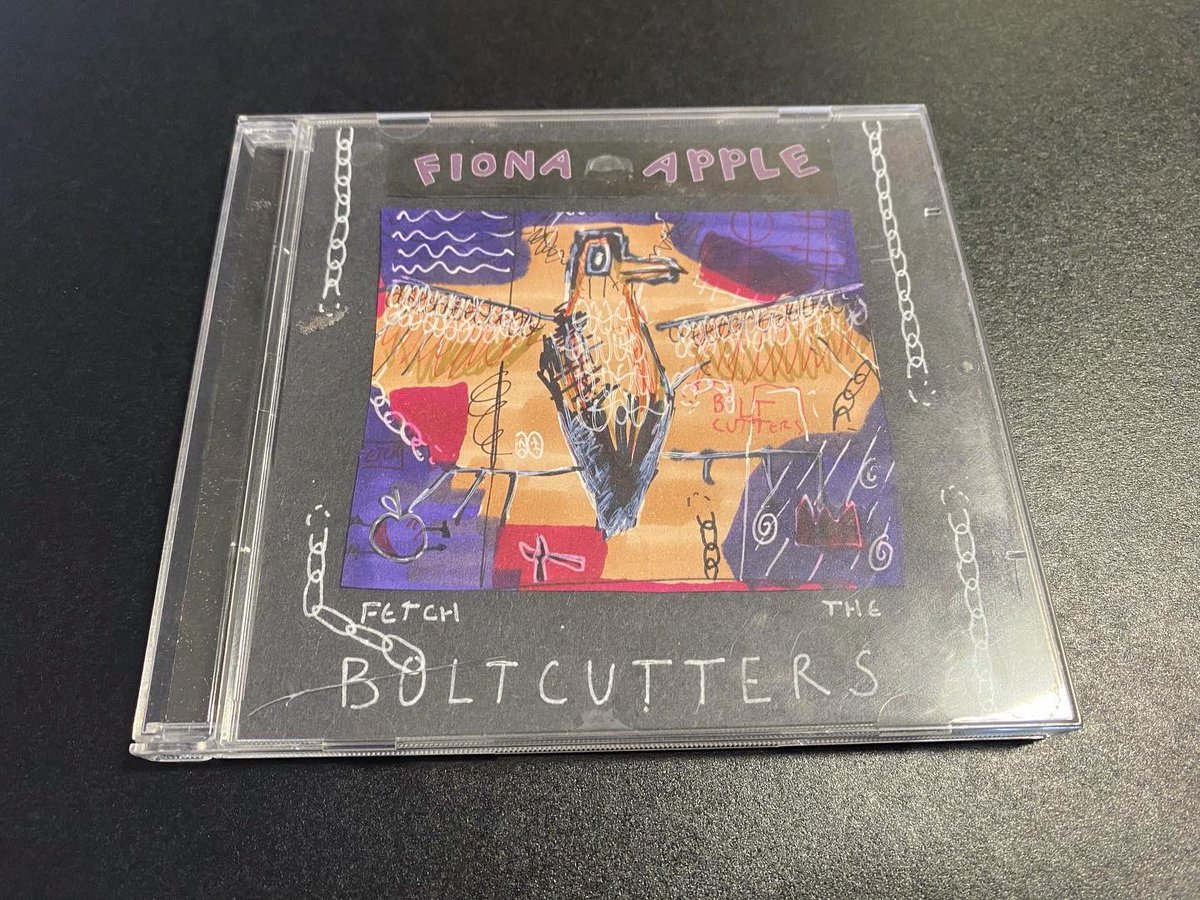 FIONA APPLE
BOLT
CUTTERS
FETCH THE
BOLTCUTTERS